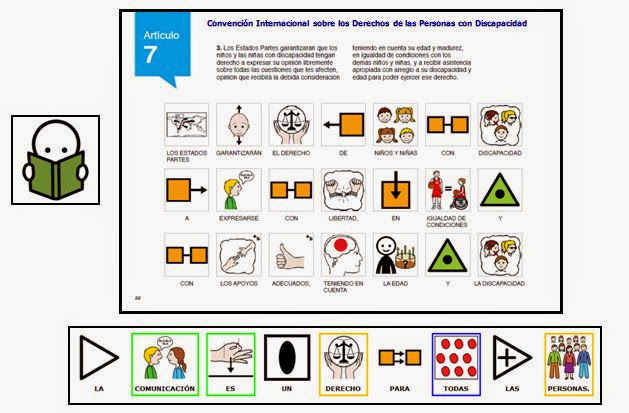 Convención Internacional sobre los Derechos de las Personas con Discapacidad
Artículo
7
3. Los Estados Partes garantizaran que los
niños y las niñas con discapacidad tengan
derecho a expresar su opinión libremente
sobre todas las cuestiones que les afecten,
opinión que recibirá la debida consideración
teniendo en cuenta su edad y madurez,
en igualdad de condiciones con los
demás niños y niñas, y a recibir asistencia
apropiada con arreglo a su discapacidad y
edad para poder ejercer ese derecho.
LOS ESTADOS PARTES GARANTIZARÁN EL DERECHO DE NIÑOS Y NIÑAS CON DISCAPACIDAD
A EXPRESARSE CON LIBERTAD, EN IGUALDAD DE CONDICIONES Y
CON LOS APOYOS ADECUADOS, TENIENDO EN CUENTA LA EDAD Y LA DISCAPACIDAD.
LA COMUNICACIÓN ES UN DERECHO PARA TODAS LAS PERSONAS.